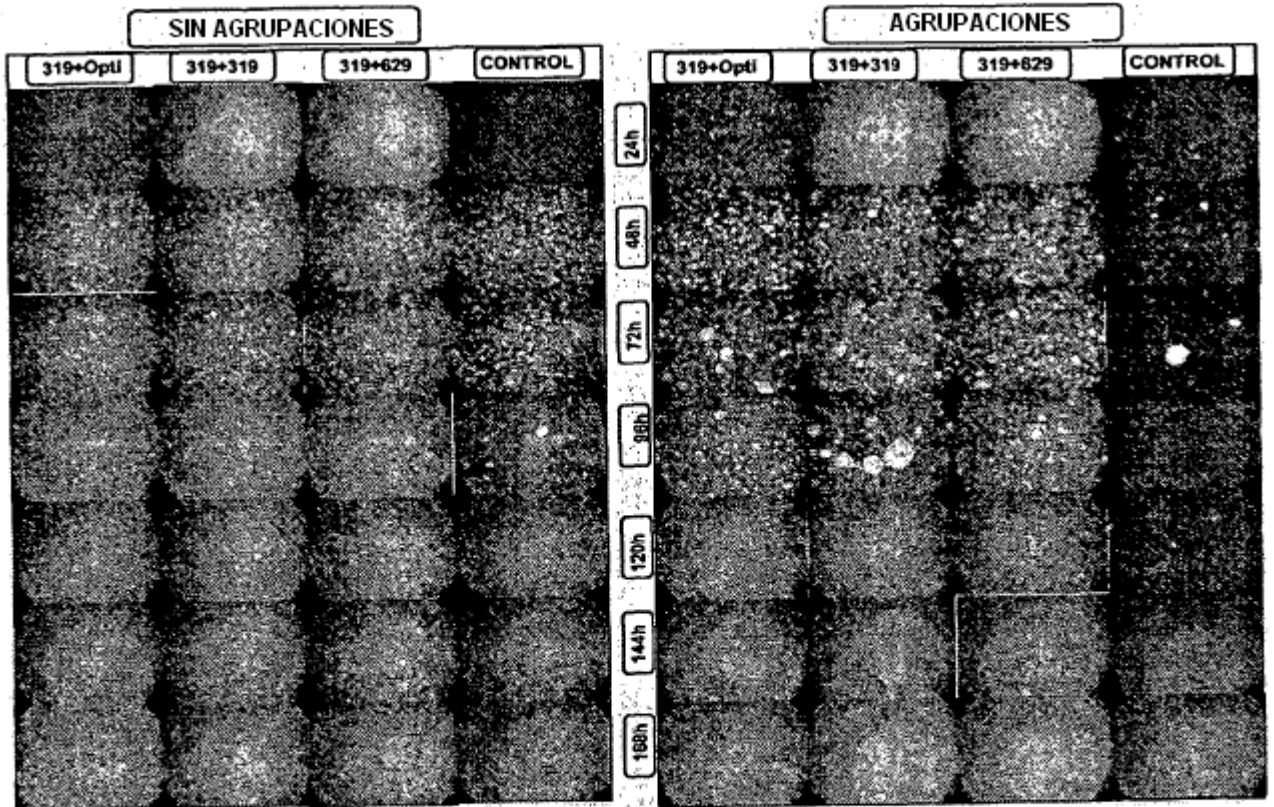 SIN AGRUPACIONES
AGRUPACIONES
319+Opti
319+319
319+629
CONTROL
319+Opti
319+319
319+629
CONTROL
24h
48h
72h
96h
120h
144h
168h